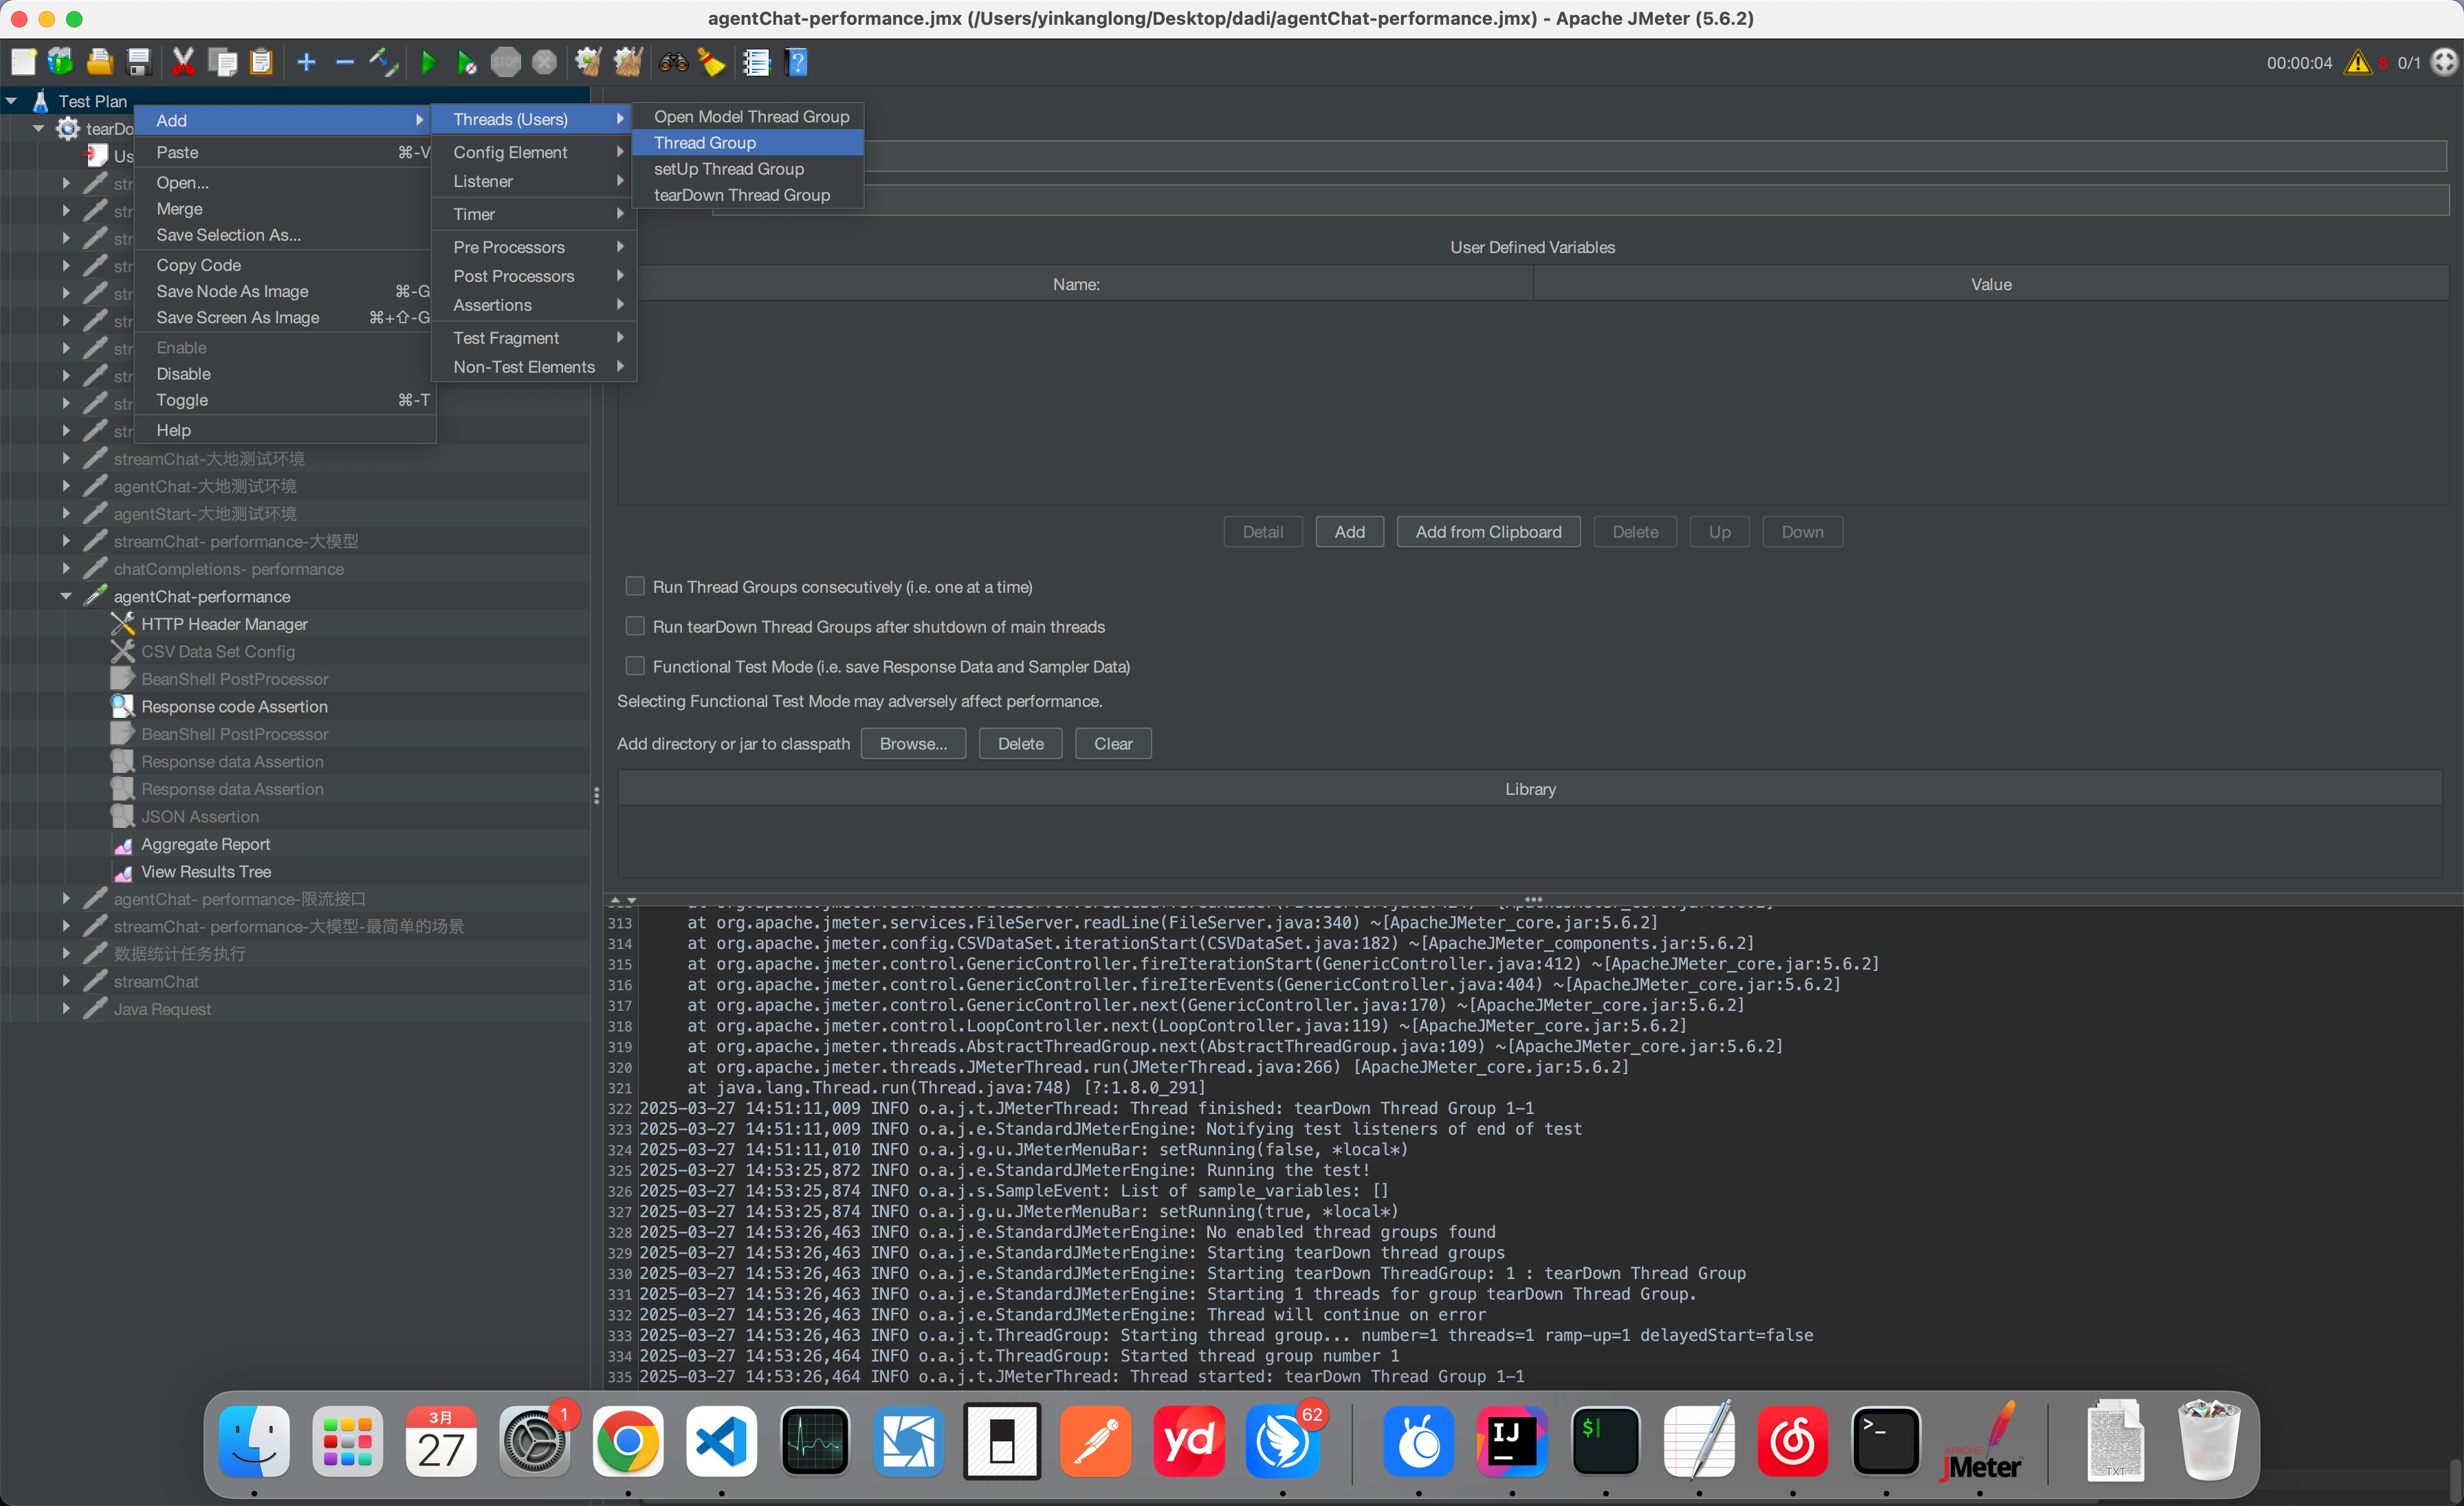 agentChat-performance.jmx (/Users/yinkanglong/Desktop/dadi/agentChat-performance.jmx) - Apache JMeter (5.6.2)
STOP
00:00:04
8
0/1
Test Plan
tearDo
Us
str
str
str
str
str
str
str
str
str
str
Add
Paste ⌘-V
Open...
Merge
Save Selection As...
Copy Code
Save Node As Image ⌘-G
Save Screen As Image ⌘+⇧-G
Enable
Disable
Toggle ⌘-T
Help
Threads (Users)
Config Element
Listener
Timer
Pre Processors
Post Processors
Assertions
Test Fragment
Non-Test Elements
Open Model Thread Group
Thread Group
setUp Thread Group
tearDown Thread Group
streamChat-大地测试环境
agentChat-大地测试环境
agentStart-大地测试环境
streamChat- performance-大模型
chatCompletions- performance
agentChat-performance
HTTP Header Manager
CSV Data Set Config
BeanShell PostProcessor
Response code Assertion
BeanShell PostProcessor
Response data Assertion
Response data Assertion
JSON Assertion
Aggregate Report
View Results Tree
agentChat- performance-限流接口
streamChat- performance-大模型-最简单的场景
数据统计任务执行
streamChat
Java Request
User Defined Variables
Name: Value
Detail Add Add from Clipboard Delete Up Down
Run Thread Groups consecutively (i.e. one at a time)
Run tearDown Thread Groups after shutdown of main threads
Functional Test Mode (i.e. save Response Data and Sampler Data)
Selecting Functional Test Mode may adversely affect performance.
Add directory or jar to classpath Browse... Delete Clear
Library
313 at org.apache.jmeter.services.FileServer.readLine(FileServer.java:340) ~[ApacheJMeter_core.jar:5.6.2]
314 at org.apache.jmeter.config.CSVDataSet.iterationStart(CSVDataSet.java:182) ~[ApacheJMeter_components.jar:5.6.2]
315 at org.apache.jmeter.control.GenericController.fireIterationStart(GenericController.java:412) ~[ApacheJMeter_core.jar:5.6.2]
316 at org.apache.jmeter.control.GenericController.fireIterEvents(GenericController.java:404) ~[ApacheJMeter_core.jar:5.6.2]
317 at org.apache.jmeter.control.GenericController.next(GenericController.java:170) ~[ApacheJMeter_core.jar:5.6.2]
318 at org.apache.jmeter.control.LoopController.next(LoopController.java:119) ~[ApacheJMeter_core.jar:5.6.2]
319 at org.apache.jmeter.threads.AbstractThreadGroup.next(AbstractThreadGroup.java:109) ~[ApacheJMeter_core.jar:5.6.2]
320 at org.apache.jmeter.threads.JMeterThread.run(JMeterThread.java:266) [ApacheJMeter_core.jar:5.6.2]
321 at java.lang.Thread.run(Thread.java:748) [?:1.8.0_291]
322 2025-03-27 14:51:11,009 INFO o.a.j.t.JMeterThread: Thread finished: tearDown Thread Group 1-1
323 2025-03-27 14:51:11,009 INFO o.a.j.e.StandardJMeterEngine: Notifying test listeners of end of test
324 2025-03-27 14:51:11,010 INFO o.a.j.g.u.JMeterMenuBar: setRunning(false, *local*)
325 2025-03-27 14:53:25,872 INFO o.a.j.e.StandardJMeterEngine: Running the test!
326 2025-03-27 14:53:25,874 INFO o.a.j.s.SampleEvent: List of sample_variables: []
327 2025-03-27 14:53:25,874 INFO o.a.j.g.u.JMeterMenuBar: setRunning(true, *local*)
328 2025-03-27 14:53:26,463 INFO o.a.j.e.StandardJMeterEngine: No enabled thread groups found
329 2025-03-27 14:53:26,463 INFO o.a.j.e.StandardJMeterEngine: Starting tearDown thread groups
330 2025-03-27 14:53:26,463 INFO o.a.j.e.StandardJMeterEngine: Starting tearDown ThreadGroup: 1 : tearDown Thread Group
331 2025-03-27 14:53:26,463 INFO o.a.j.e.StandardJMeterEngine: Starting 1 threads for group tearDown Thread Group.
332 2025-03-27 14:53:26,463 INFO o.a.j.e.StandardJMeterEngine: Thread will continue on error
333 2025-03-27 14:53:26,463 INFO o.a.j.t.ThreadGroup: Starting thread group... number=1 threads=1 ramp-up=1 delayedStart=false
334 2025-03-27 14:53:26,464 INFO o.a.j.t.ThreadGroup: Started thread group number 1
335 2025-03-27 14:53:26,464 INFO o.a.j.t.JMeterThread: Thread started: tearDown Thread Group 1-1
3月
27
1
yd
62
IJ
$
>_
APACHE
JMeter
TXT